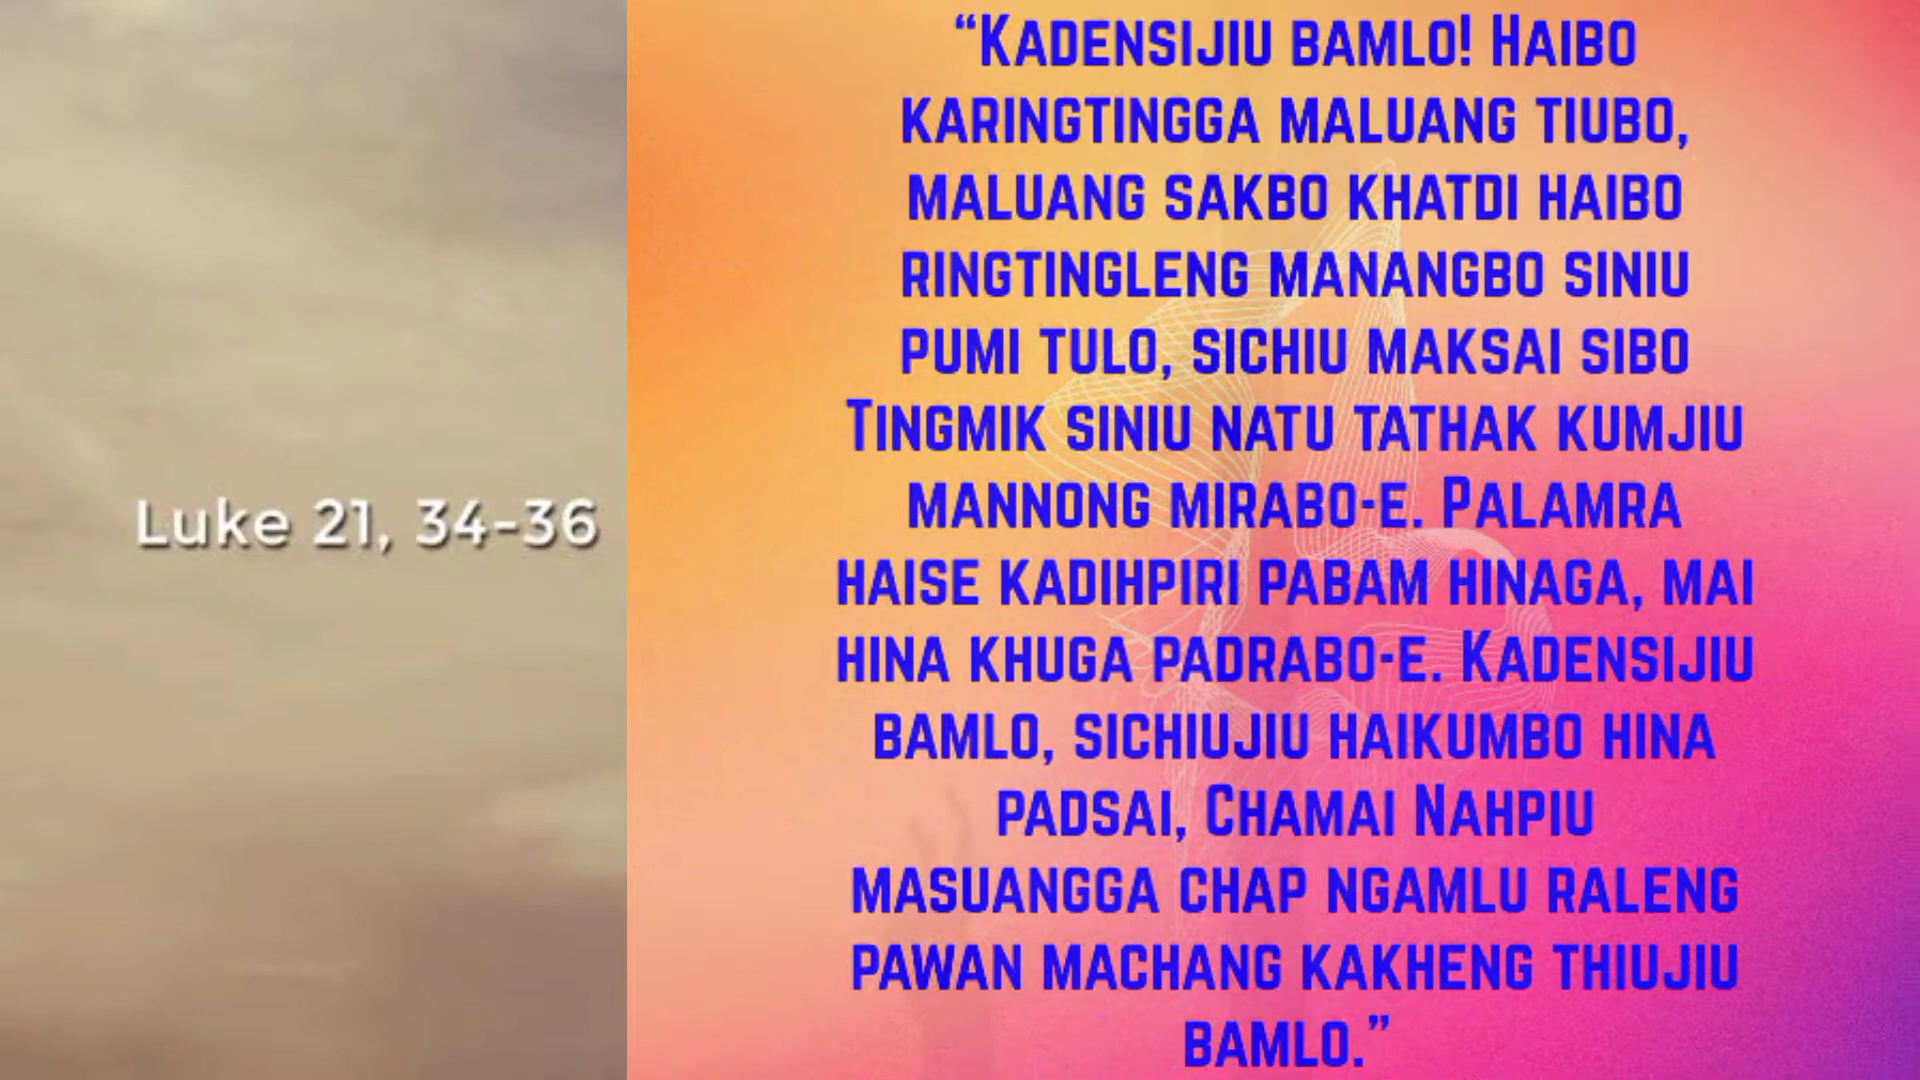 Luke 21, 34-36
“KADENSIJIU BAMLO! HAIBO
KARINGTINGGA MALUANG TIUBO,
MALUANG SAKBO KHATDI HAIBO
RINGTINGLENG MANANGBO SINIU
PUMI TULO, SICHIU MAKSAI SIBO
TINGMIK SINIU NATU TATHAK KUMJIU
MANNONG MIRABO-E. PALAMRA
HAISE KADIHPIRI PABAM HINAGA, MAI
HINA KHUGA PADRABO-E. KADENSIJIU
BAMLO, SICHIUJIU HAIKUMBO HINA
PADSAI, CHAMAI NAHPIU
MASUANGGA CHAP NGAMLU RALENG
PAWAN MACHANG KAKHENG THIUJIU
BAMLO.”